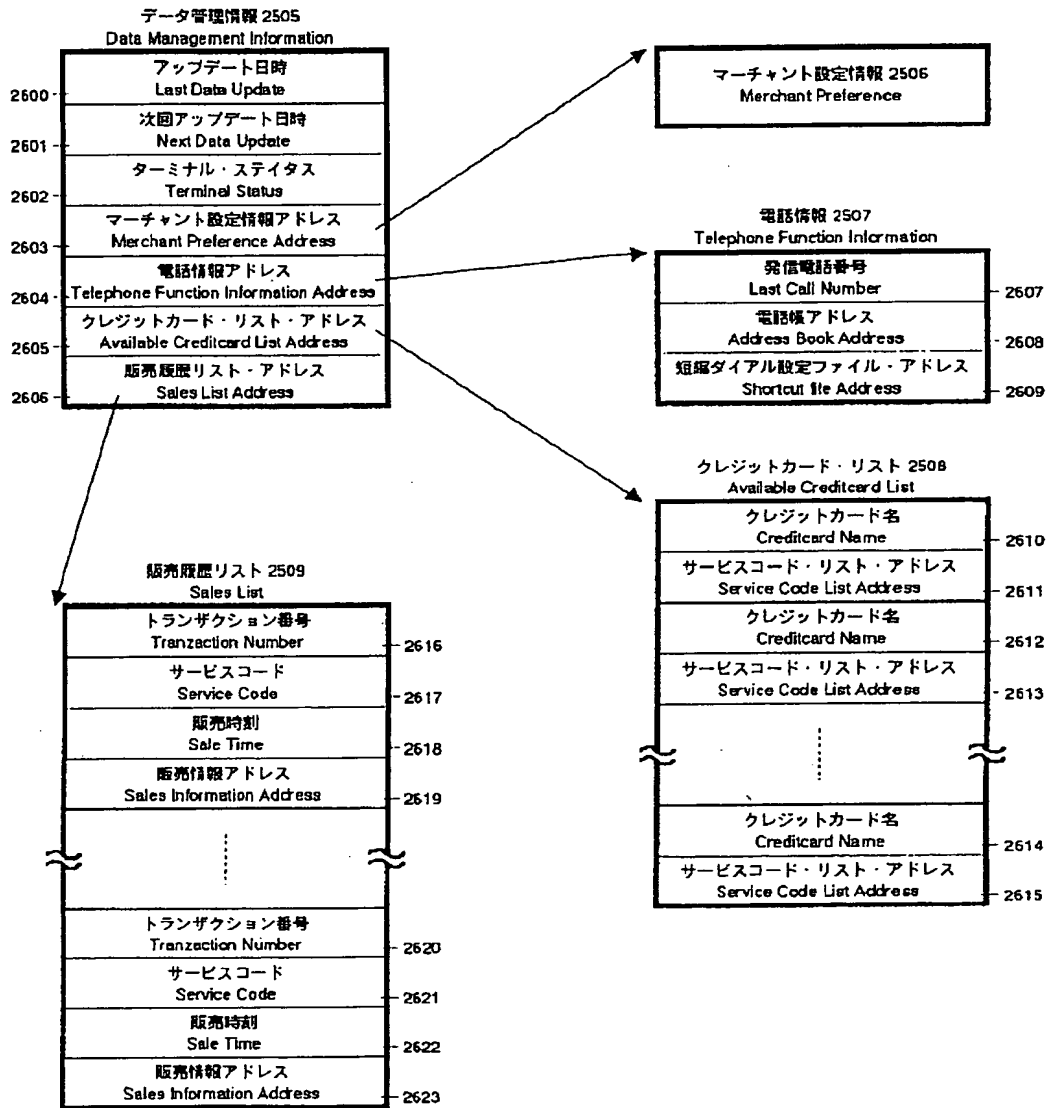 データ管理情報 2505
Data Management Information
アップデート日時
Last Data Update
2600
次回アップデート日時
Next Data Update
2601
ターミナル・ステイタス
Terminal Status
2602
マーチャント設定情報アドレス
Merchant Preference Address
2603
電話情報アドレス
Telephone Function Information Address
2604
クレジットカード・リスト・アドレス
Available Creditcard List Address
2605
販売履歴リスト・アドレス
Sales List Address
2606
マーチャント設定情報 2506
Merchant Preference
電話情報 2507
Telephone Function Information
発信電話番号
Last Call Number
2607
電話帳アドレス
Address Book Address
2608
短縮ダイアル設定ファイル・アドレス
Shortcut file Address
2609
クレジットカード・リスト 2508
Available Creditcard List
クレジットカード名
Creditcard Name
2610
サービスコード・リスト・アドレス
Service Code List Address
2611
クレジットカード名
Creditcard Name
2612
サービスコード・リスト・アドレス
Service Code List Address
2613
クレジットカード名
Creditcard Name
2614
サービスコード・リスト・アドレス
Service Code List Address
2615
販売履歴リスト 2509
Sales List
トランザクション番号
Tranzaction Number
2616
サービスコード
Service Code
2617
販売時刻
Sale Time
2618
販売情報アドレス
Sales Information Address
2619
トランザクション番号
Tranzaction Number
2620
サービスコード
Service Code
2621
販売時刻
Sale Time
2622
販売情報アドレス
Sales Information Address
2623